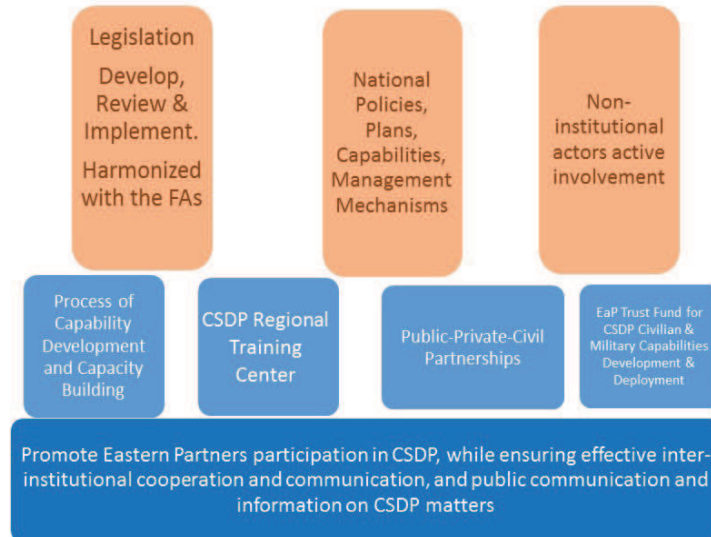 Legislation
Develop,
Review &
Implement.
Harmonized
with the FAs
National
Policies,
Plans,
Capabilities,
Management
Mechanisms
Non-
institutional
actors active
involvement
Process of
Capability
Development
and Capacity
Building
CSDP Regional
Training
Center
Public-Private-Civil
Partnerships
EaP Trust Fund for
CSDP Civilian &
Military Capabilities
Development &
Deployment
Promote Eastern Partners participation in CSDP, while ensuring effective inter-
institutional cooperation and communication, and public communication and
information on CSDP matters